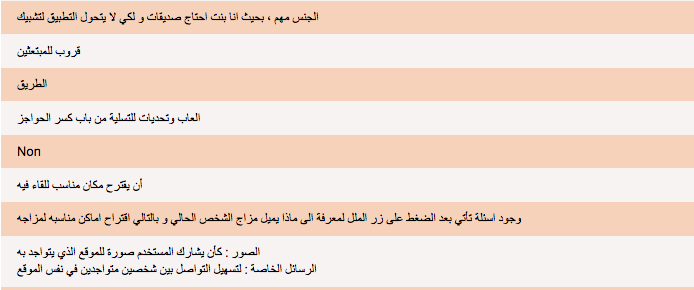 الجنس مهم ، بحيث انا بنت احتاج صديقات و لكي لا يتحول التطبيق لتشبيك
قروب للمبتعثين
الطريق
العاب وتحديات للتسلية من باب كسر الحواجز
Non
أن يقترح مكان مناسب للقاء فيه
وجود اسئلة تأتي بعد الضغط على زر الملل لمعرفة الى ماذا يميل مزاج الشخص الحالي و بالتالي اقتراح اماكن مناسبه لمزاجه
الصور : كأن يشارك المستخدم صورة للموقع الذي يتواجد به
الرسائل الخاصة : لتسهيل التواصل بين شخصين متواجدين في نفس الموقع